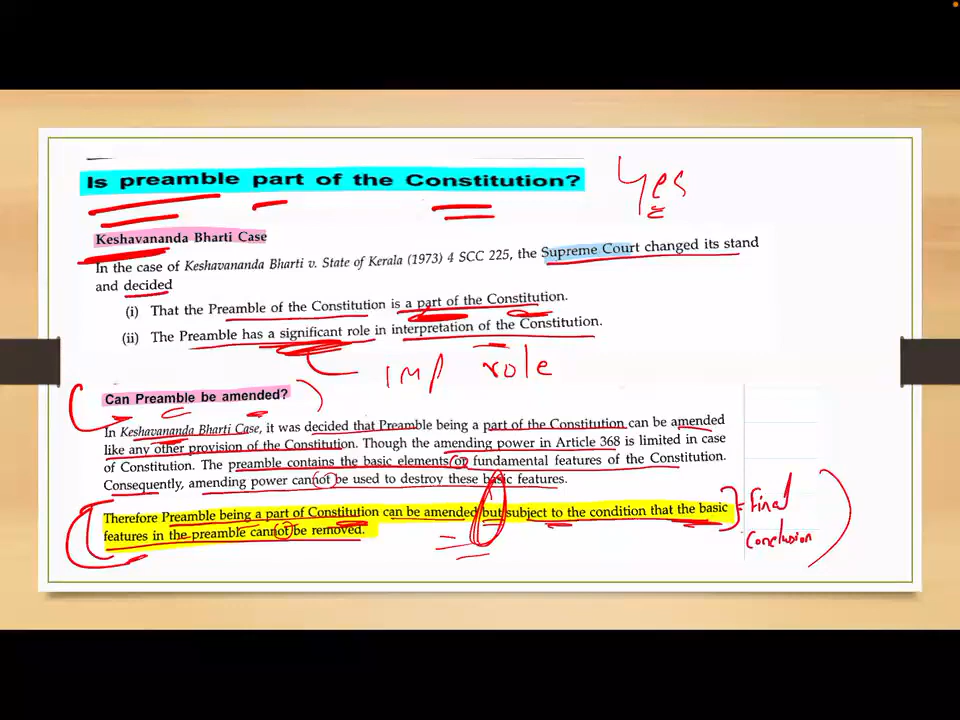 Is preamble part of the Constitution?
Yes
Keshavananda Bharti Case
In the case of Keshavananda Bharti v. State of Kerala (1973) 4 SCC 225, the Supreme Court changed its stand
and decided
(i) That the Preamble of the Constitution is a part of the Constitution.
(ii) The Preamble has a significant role in interpretation of the Constitution.
imp role
Can Preamble be amended?
In Keshavananda Bharti Case, it was decided that Preamble being a part of the Constitution can be amended
like any other provision of the Constitution. Though the amending power in Article 368 is limited in case
of Constitution. The preamble contains the basic elements or fundamental features of the Constitution.
Consequently, amending power cannot be used to destroy these basic features.
Therefore Preamble being a part of Constitution can be amended but subject to the condition that the basic
features in the preamble cannot be removed.
= Final
Conclusion